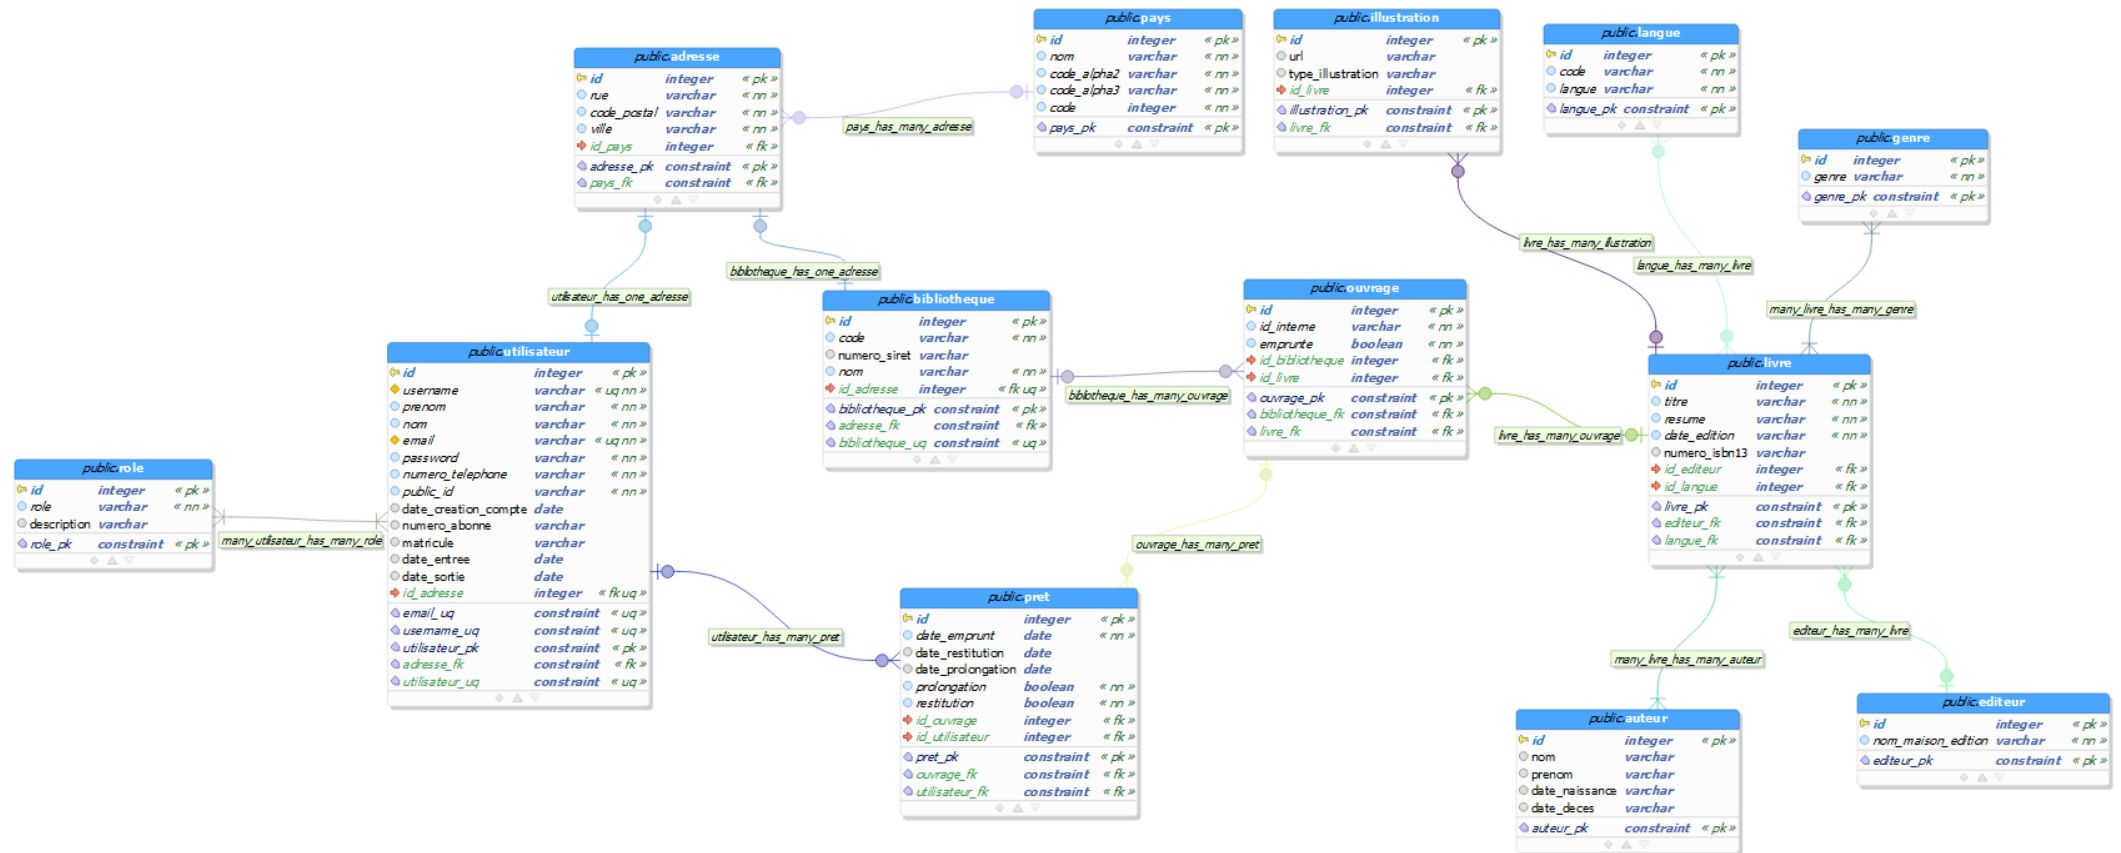 public.pays
id integer « pk »
nom varchar « nn »
code_alpha2 varchar « nn »
code_alpha3 varchar « nn »
code integer « nn »
pays_pk constraint « pk »
public.illustration
id integer « pk »
url varchar
type_illustration varchar
id_livre integer « fk »
illustration_pk constraint « pk »
livre_fk constraint « fk »
public.langue
id integer « pk »
code varchar « nn »
langue varchar « nn »
langue_pk constraint « pk »
public.adresse
id integer « pk »
rue varchar « nn »
code_postal varchar « nn »
ville varchar « nn »
id_pays integer « fk »
adresse_pk constraint « pk »
pays_fk constraint « fk »
pays_has_many_adresse
public.genre
id integer « pk »
genre varchar « nn »
genre_pk constraint « pk »
livre_has_many_illustration
langue_has_many_livre
bibliotheque_has_one_adresse
utilisateur_has_one_adresse
many_livre_has_many_genre
public.bibliotheque
id integer « pk »
code varchar « nn »
numero_siret varchar
nom varchar « nn »
id_adresse integer « fk uq »
bibliotheque_pk constraint « pk »
adresse_fk constraint « fk »
bibliotheque_uq constraint « uq »
bibliotheque_has_many_ouvrage
public.ouvrage
id integer « pk »
id_interne varchar « nn »
emprunte boolean « nn »
id_bibliotheque integer « fk »
id_livre integer « fk »
ouvrage_pk constraint « pk »
bibliotheque_fk constraint « fk »
livre_fk constraint « fk »
livre_has_many_ouvrage
public.livre
id integer « pk »
titre varchar « nn »
resume varchar « nn »
date_edition varchar « nn »
numero_isbn13 varchar
id_editeur integer « fk »
id_langue integer « fk »
livre_pk constraint « pk »
editeur_fk constraint « fk »
langue_fk constraint « fk »
public.utilisateur
id integer « pk »
username varchar « uq nn »
prenom varchar « nn »
nom varchar « nn »
email varchar « uq nn »
password varchar « nn »
numero_telephone varchar « nn »
public_id varchar « nn »
date_creation_compte date
numero_abonne varchar
matricule varchar
date_entree date
date_sortie date
id_adresse integer « fk uq »
email_uq constraint « uq »
username_uq constraint « uq »
utilisateur_pk constraint « pk »
adresse_fk constraint « fk »
utilisateur_uq constraint « uq »
public.role
id integer « pk »
role varchar « nn »
description varchar
role_pk constraint « pk »
many_utilisateur_has_many_role
ouvrage_has_many_pret
utilisateur_has_many_pret
public.pret
id integer « pk »
date_emprunt date « nn »
date_restitution date
date_prolongation date
prolongation boolean « nn »
restitution boolean « nn »
id_ouvrage integer « fk »
id_utilisateur integer « fk »
pret_pk constraint « pk »
ouvrage_fk constraint « fk »
utilisateur_fk constraint « fk »
editeur_has_many_livre
many_livre_has_many_auteur
public.auteur
id integer « pk »
nom varchar
prenom varchar
date_naissance varchar
date_deces varchar
auteur_pk constraint « pk »
public.editeur
id integer « pk »
nom_maison_edition varchar « nn »
editeur_pk constraint « pk »